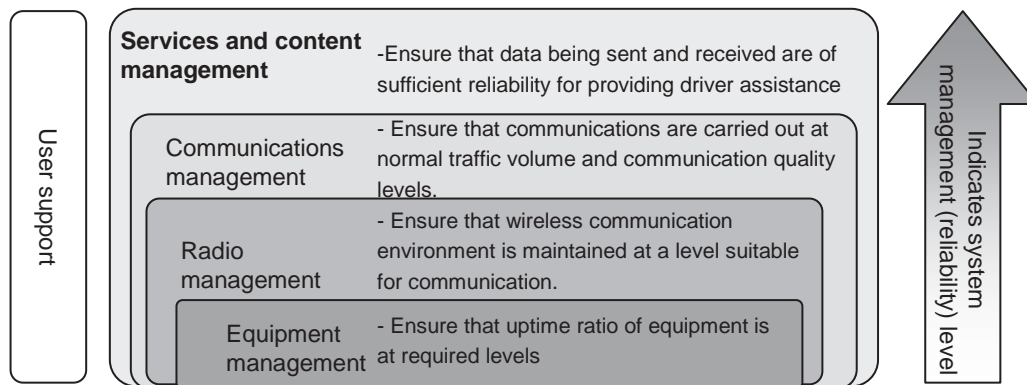 User support
Services and content
management
-Ensure that data being sent and received are of
sufficient reliability for providing driver assistance
Communications
management
- Ensure that communications are carried out at
normal traffic volume and communication quality
levels.
Radio
management
- Ensure that wireless communication
environment is maintained at a level suitable
for communication.
Equipment
management
- Ensure that uptime ratio of equipment is
at required levels
Indicates system
management (reliability) level